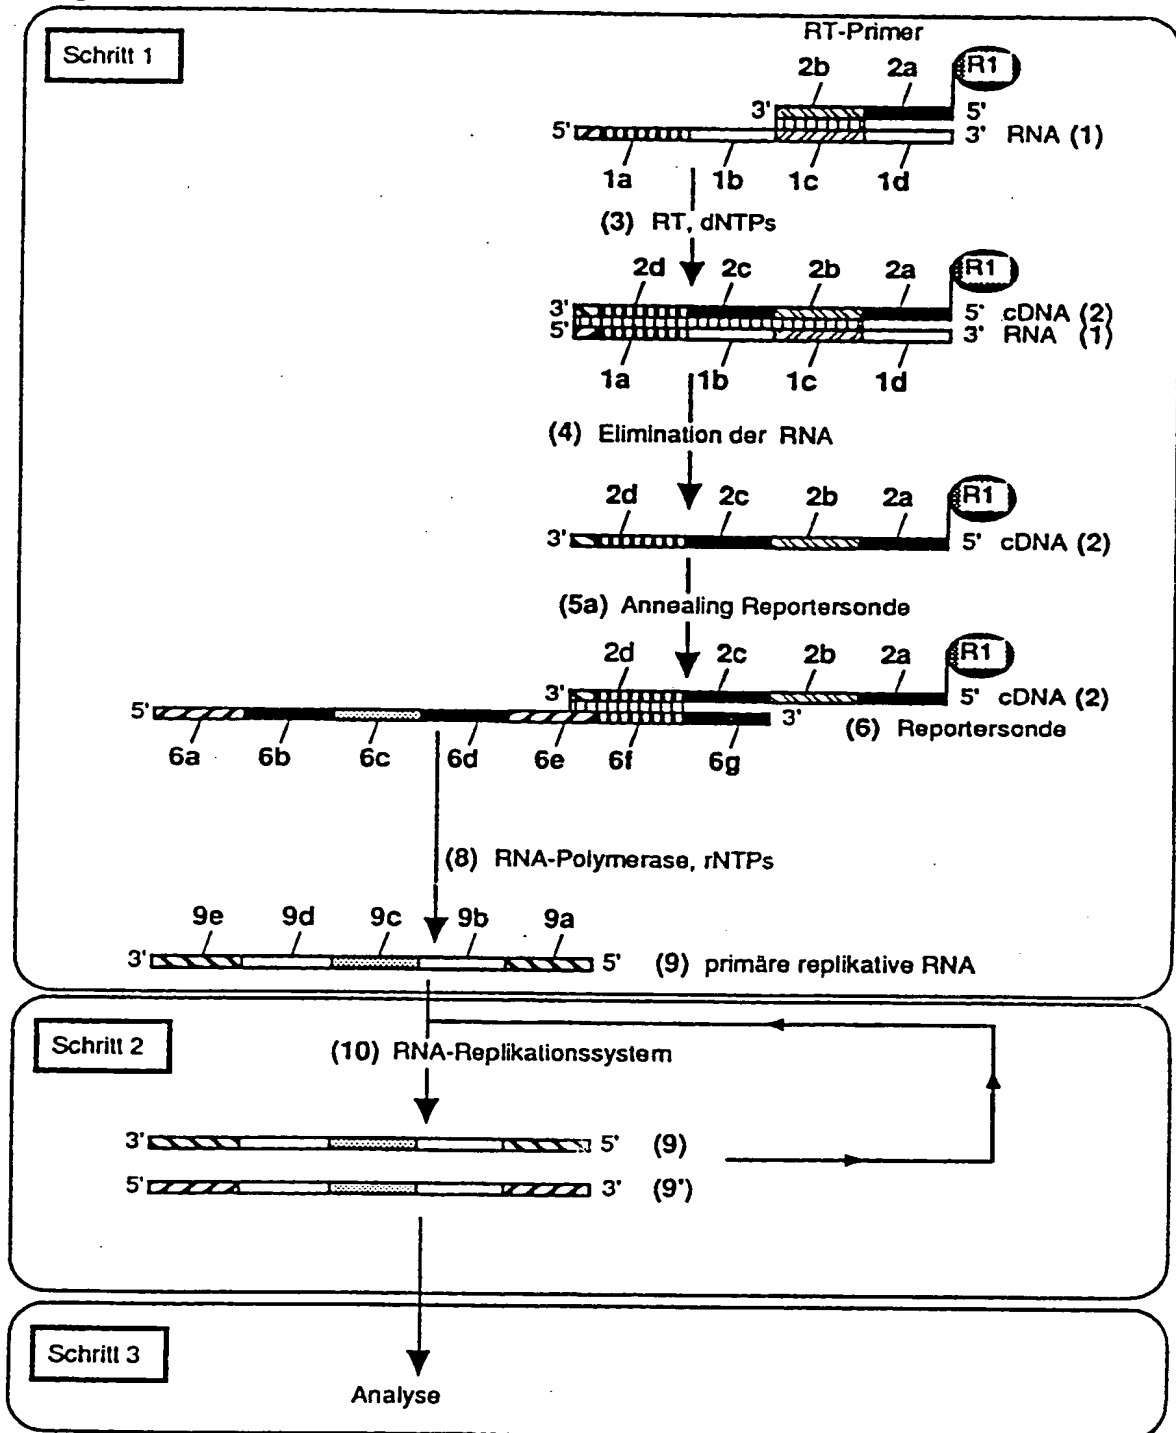 Schritt 1
RT-Primer
2b 2a R1
3' 5'
5' 3' RNA (1)
1a 1b 1c 1d
(3) RT, dNTPs
2d 2c 2b 2a R1
3' 5' cDNA (2)
5' 3' RNA (1)
1a 1b 1c 1d
(4) Elimination der RNA
2d 2c 2b 2a R1
3' 5' cDNA (2)
(5a) Annealing Reportersonde
2d 2c 2b 2a R1
3' 5' cDNA (2)
5' 3' (6) Reportersonde
6a 6b 6c 6d 6e 6f 6g
(8) RNA-Polymerase, rNTPs
9e 9d 9c 9b 9a
3' 5' (9) primäre replikative RNA
Schritt 2
(10) RNA-Replikationssystem
3' 5' (9)
5' 3' (9')
Schritt 3
Analyse